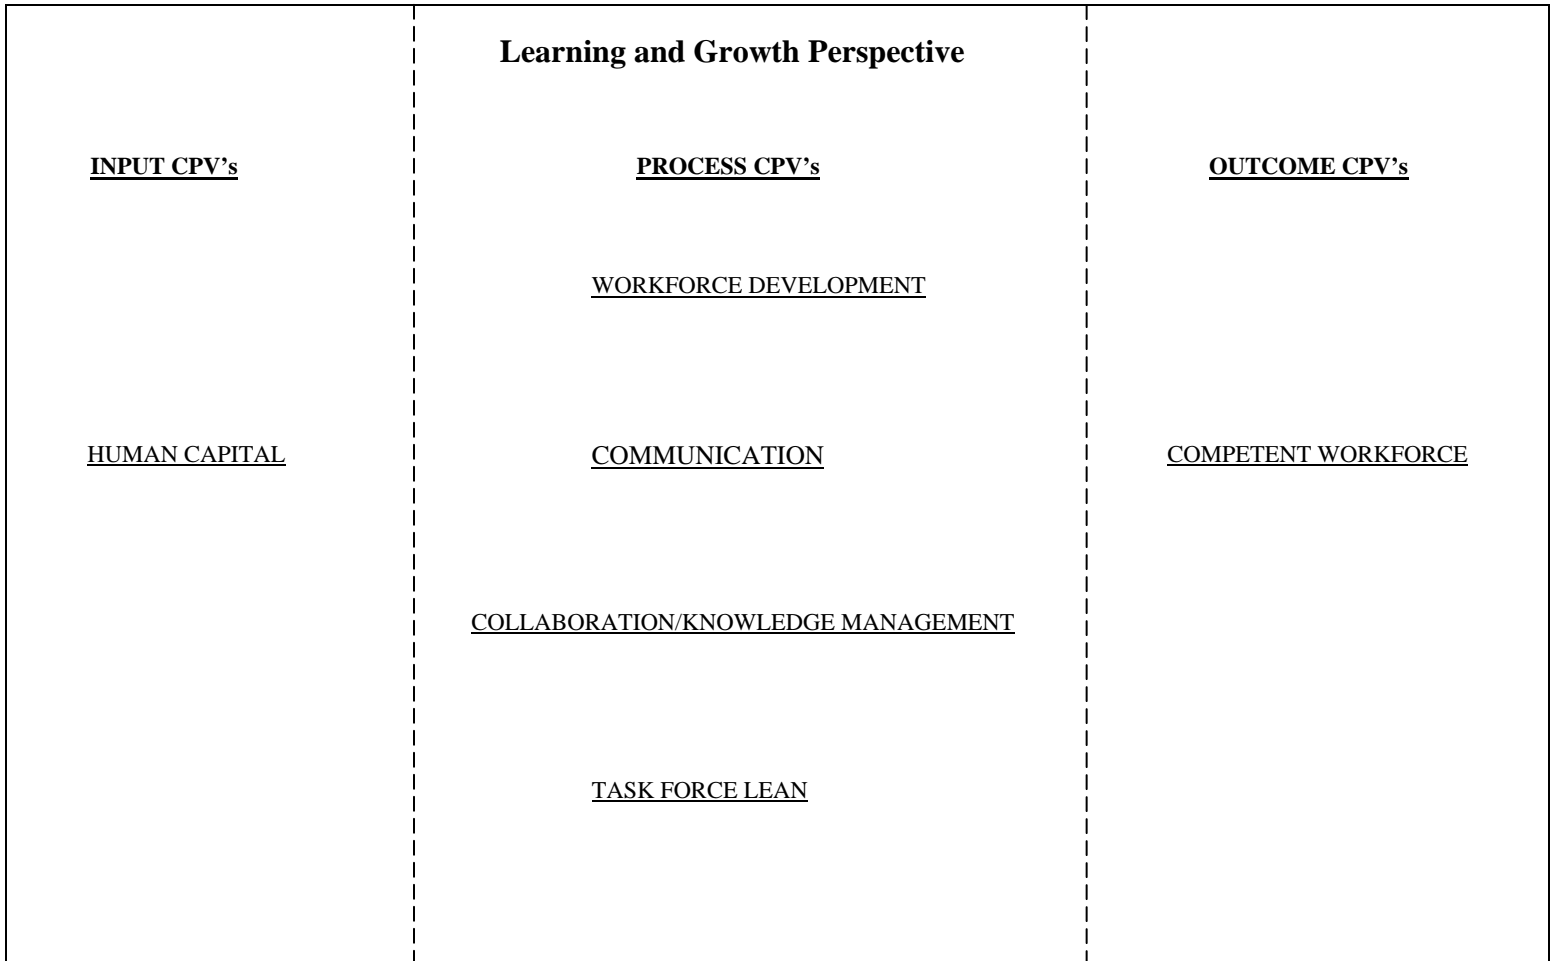 Learning and Growth Perspective
INPUT CPV’s
PROCESS CPV’s
OUTCOME CPV’s
WORKFORCE DEVELOPMENT
HUMAN CAPITAL
COMMUNICATION
COMPETENT WORKFORCE
COLLABORATION/KNOWLEDGE MANAGEMENT
TASK FORCE LEAN